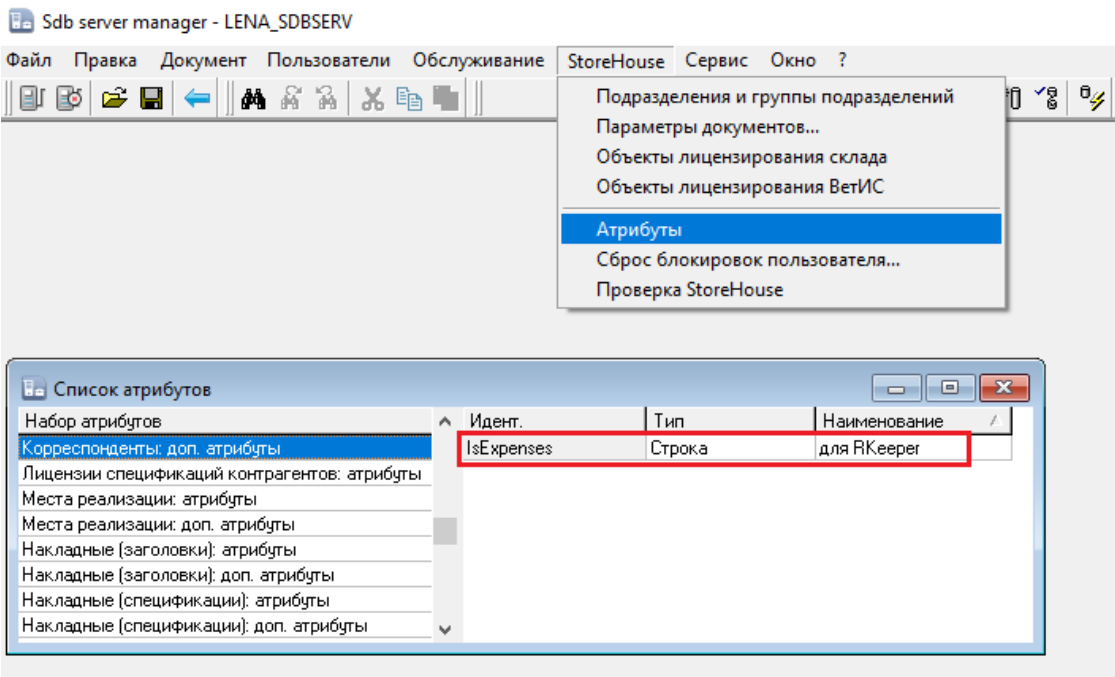 Sdb server manager - LENA_SDBSERV
Файл Правка Документ Пользователи Обслуживание StoreHouse Сервис Окно ?
Подразделения и группы подразделений
Параметры документов...
Объекты лицензирования склада
Объекты лицензирования ВетИС
Атрибуты
Сброс блокировок пользователя...
Проверка StoreHouse
Список атрибутов
Набор атрибутов Идент. Тип Наименование
Корреспонденты: доп. атрибуты IsExpenses Строка для RKeeper
Лицензии спецификаций контрагентов: атрибуты
Места реализации: атрибуты
Места реализации: доп. атрибуты
Накладные (заголовки): атрибуты
Накладные (заголовки): доп. атрибуты
Накладные (спецификации): атрибуты
Накладные (спецификации): доп. атрибуты